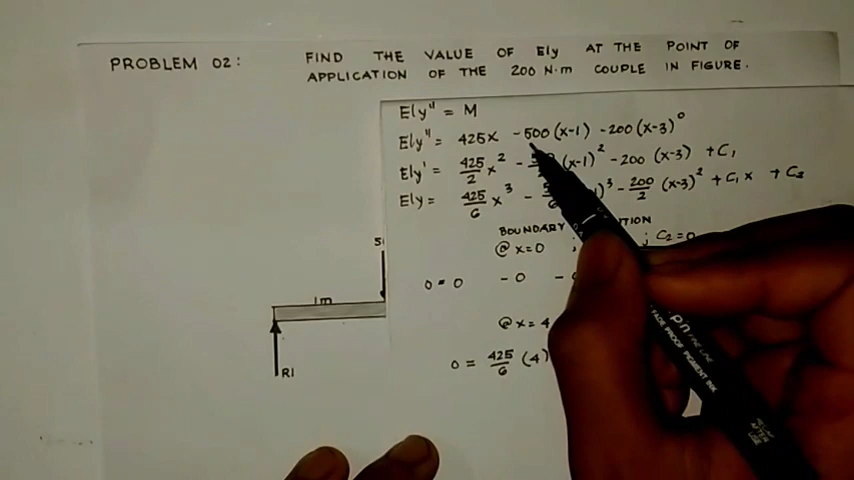 PROBLEM 02:
FIND THE VALUE OF EIy AT THE POINT OF
APPLICATION OF THE 200 N·m COUPLE IN FIGURE.
EIy" = M
EIy" = 425x - 500(x-1) - 200(x-3)⁰
EIy' = 425/2 x² - (x-1)² - 200 (x-3) + C₁
EIy = 425/6 x³ - )³ - 200/2 (x-3)² + C₁x + C₂
BOUNDARY
@ x=0 ; ; C₂=0
0 = 0 - 0 -
@ x = 4
0 = 425/6 (4)
1m
R1